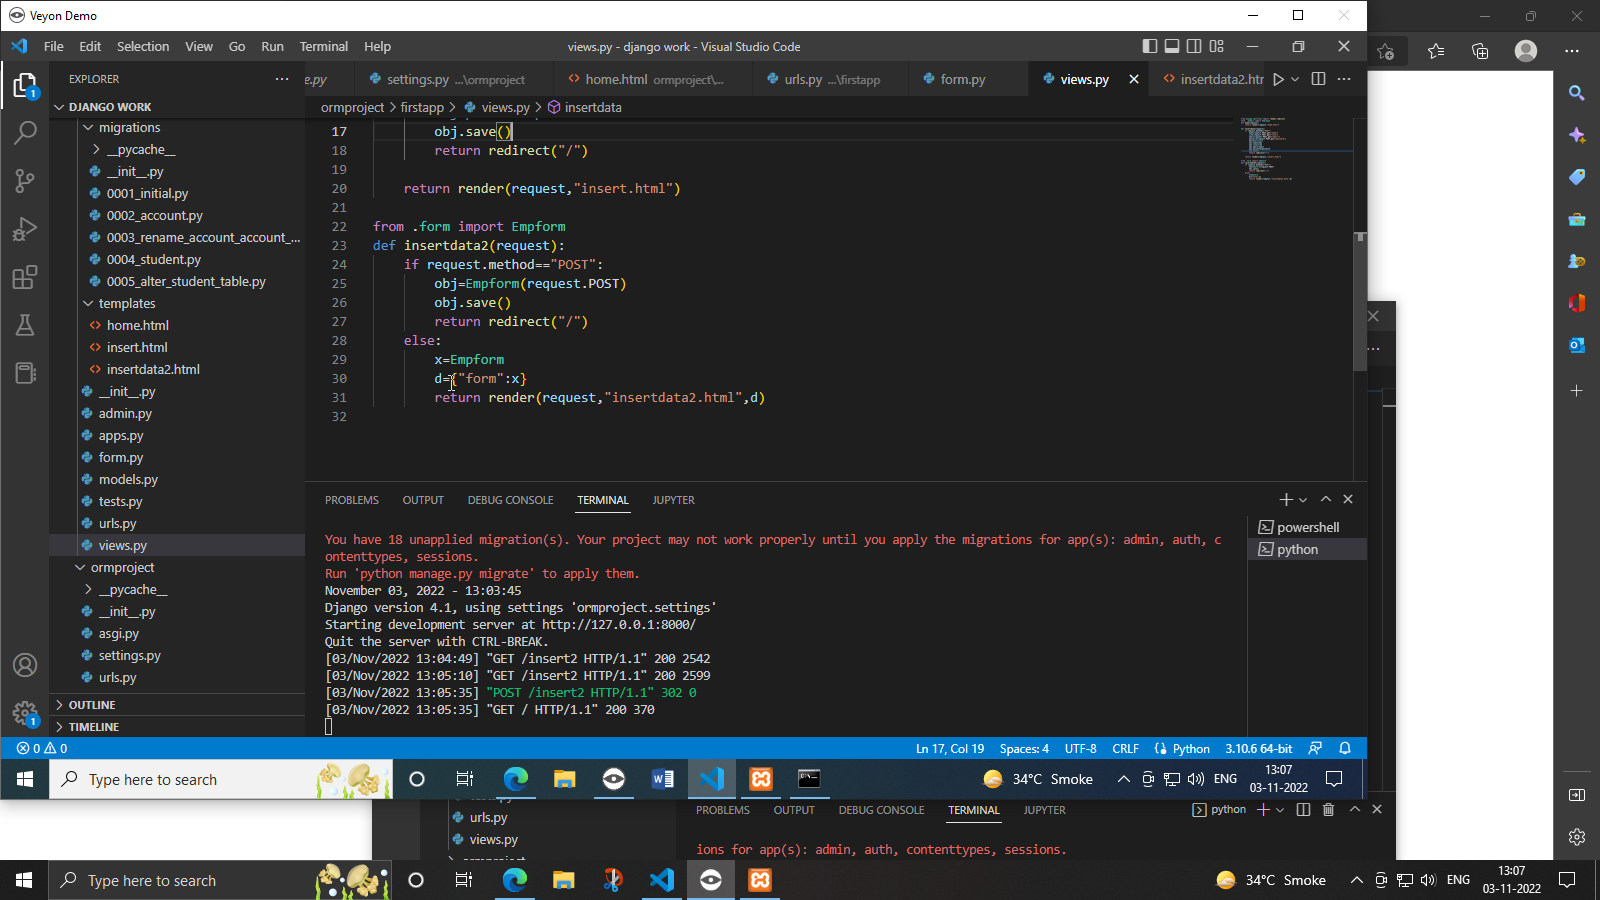 Veyon Demo
File Edit Selection View Go Run Terminal Help
views.py - django work - Visual Studio Code
EXPLORER
e.py settings.py ...\ormproject home.html ormproject\... urls.py ...\firstapp form.py views.py insertdata2.htr
DJANGO WORK
ormproject > firstapp > views.py > insertdata
migrations
__pycache__
__init__.py
0001_initial.py
0002_account.py
0003_rename_account_account_...
0004_student.py
0005_alter_student_table.py
templates
home.html
insert.html
insertdata2.html
__init__.py
admin.py
apps.py
form.py
models.py
tests.py
urls.py
views.py
ormproject
__pycache__
__init__.py
asgi.py
settings.py
urls.py
OUTLINE
TIMELINE
17 obj.save()
18 return redirect("/")
19
20 return render(request,"insert.html")
21
22 from .form import Empform
23 def insertdata2(request):
24 if request.method=="POST":
25 obj=Empform(request.POST)
26 obj.save()
27 return redirect("/")
28 else:
29 x=Empform
30 d={"form":x}
31 return render(request,"insertdata2.html",d)
32
PROBLEMS OUTPUT DEBUG CONSOLE TERMINAL JUPYTER
powershell
python
You have 18 unapplied migration(s). Your project may not work properly until you apply the migrations for app(s): admin, auth, c
ontenttypes, sessions.
Run 'python manage.py migrate' to apply them.
November 03, 2022 - 13:03:45
Django version 4.1, using settings 'ormproject.settings'
Starting development server at http://127.0.0.1:8000/
Quit the server with CTRL-BREAK.
[03/Nov/2022 13:04:49] "GET /insert2 HTTP/1.1" 200 2542
[03/Nov/2022 13:05:10] "GET /insert2 HTTP/1.1" 200 2599
[03/Nov/2022 13:05:35] "POST /insert2 HTTP/1.1" 302 0
[03/Nov/2022 13:05:35] "GET / HTTP/1.1" 200 370
0 0 Ln 17, Col 19 Spaces: 4 UTF-8 CRLF Python 3.10.6 64-bit
Type here to search 34°C Smoke ENG 13:07
03-11-2022
urls.py
views.py
PROBLEMS OUTPUT DEBUG CONSOLE TERMINAL JUPYTER python
ions for app(s): admin, auth, contenttypes, sessions.
Type here to search 34°C Smoke ENG 13:07
03-11-2022